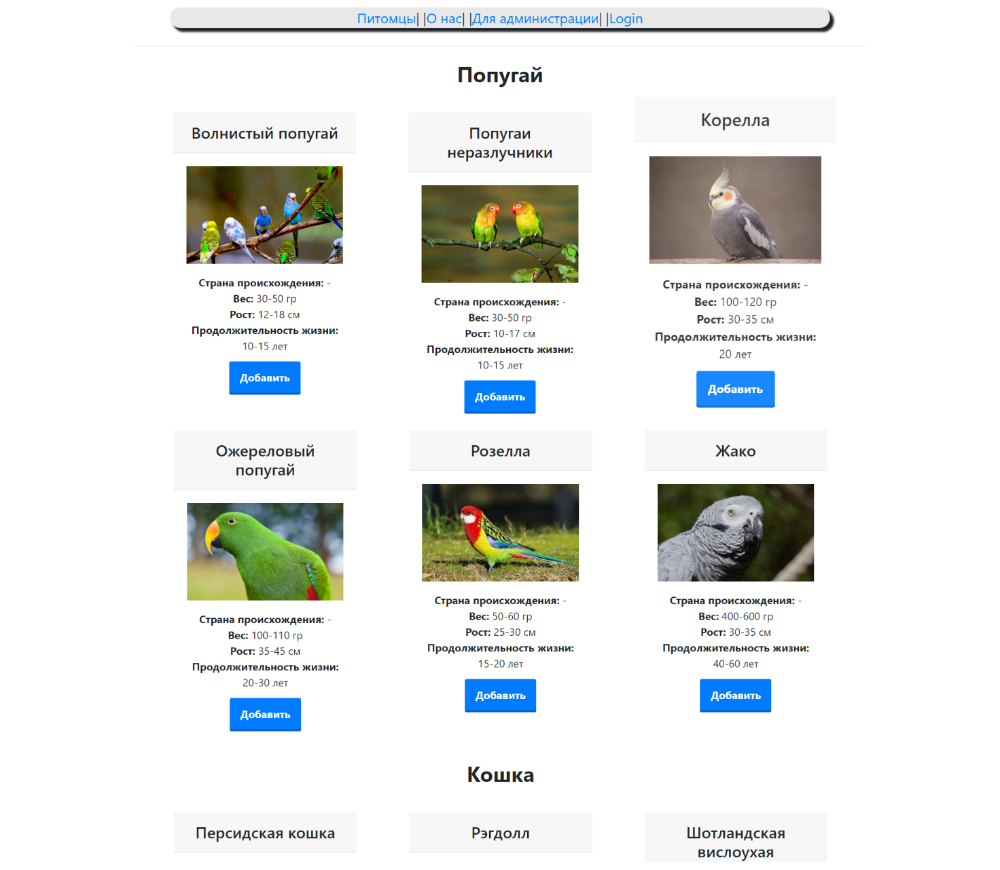 Питомцы| |О нас| |Для администрации| |Login
Попугай
Волнистый попугай
Страна происхождения: -
Вес: 30-50 гр
Рост: 12-18 см
Продолжительность жизни:
10-15 лет
Добавить
Попугаи
неразлучники
Страна происхождения: -
Вес: 30-50 гр
Рост: 10-17 см
Продолжительность жизни:
10-15 лет
Добавить
Корелла
Страна происхождения: -
Вес: 100-120 гр
Рост: 30-35 см
Продолжительность жизни:
20 лет
Добавить
Ожереловый
попугай
Страна происхождения: -
Вес: 100-110 гр
Рост: 35-45 см
Продолжительность жизни:
20-30 лет
Добавить
Розелла
Страна происхождения: -
Вес: 50-60 гр
Рост: 25-30 см
Продолжительность жизни:
15-20 лет
Добавить
Жако
Страна происхождения: -
Вес: 400-600 гр
Рост: 30-35 см
Продолжительность жизни:
40-60 лет
Добавить
Кошка
Персидская кошка
Рэгдолл
Шотландская
вислоухая